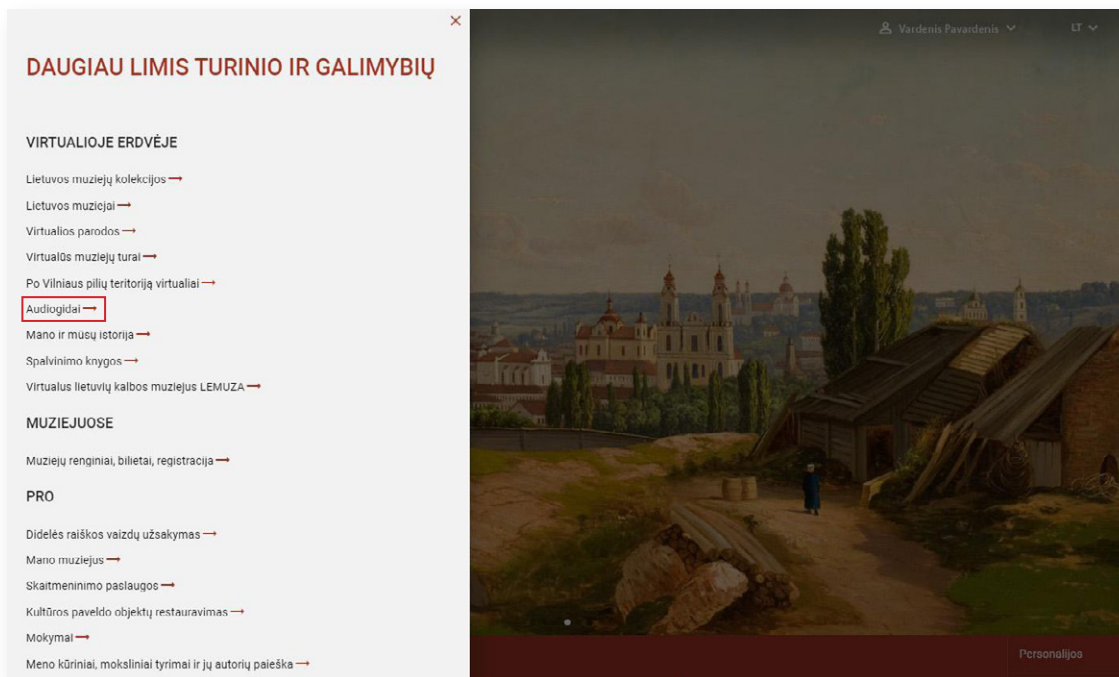 DAUGIAU LIMIS TURINIO IR GALIMYBIŲ
Vardenis Pavardenis
LT
VIRTUALIOJE ERDVĖJE
Lietuvos muziejų kolekcijos
Lietuvos muziejai
Virtualios parodos
Virtualūs muziejų turai
Po Vilniaus pilių teritoriją virtualiai
Audiogidai
Mano ir mūsų istorija
Spalvinimo knygos
Virtualus lietuvių kalbos muziejus LEMUZA
MUZIEJUOSE
Muziejų renginiai, bilietai, registracija
PRO
Didelės raiškos vaizdų užsakymas
Mano muziejus
Skaitmeninimo paslaugos
Kultūros paveldo objektų restauravimas
Mokymai
Meno kūriniai, moksliniai tyrimai ir jų autorių paieška
Personalijos